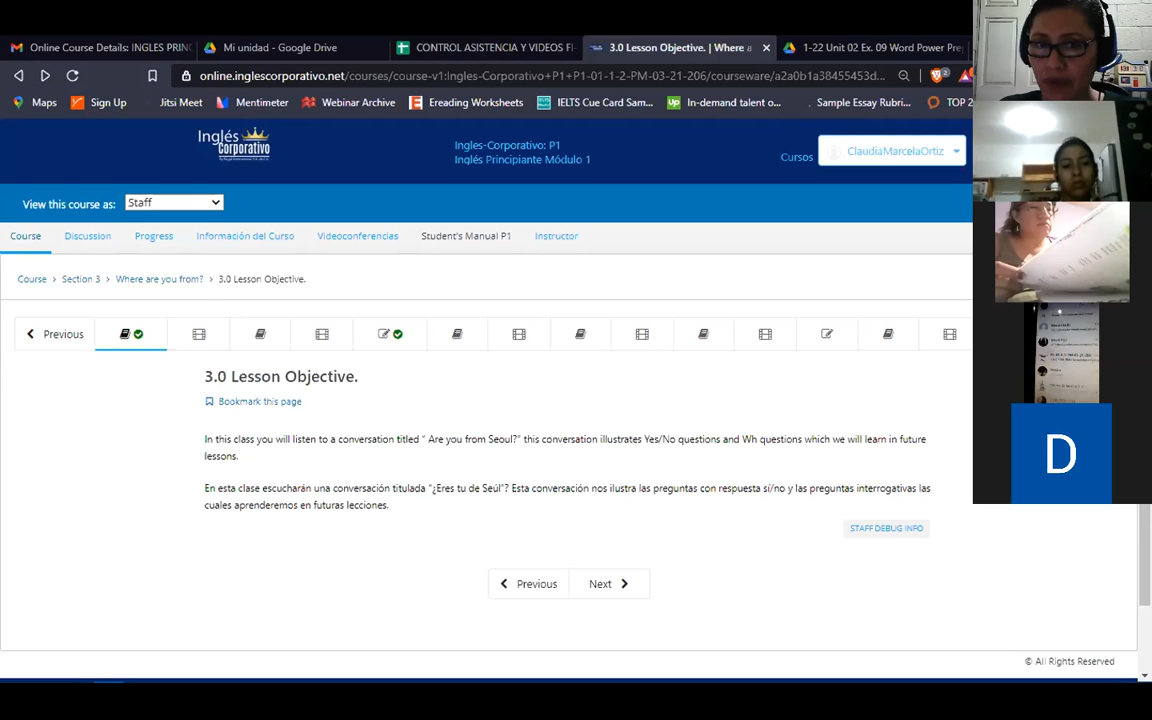 Online Course Details: INGLES PRIN
Mi unidad - Google Drive
CONTROL ASISTENCIA Y VIDEOS FI
3.0 Lesson Objective. | Where a
1-22 Unit 02 Ex. 09 Word Power Pre
online.inglescorporativo.net/courses/course-v1:Ingles-Corporativo+P1+P1-01-1-2-PM-03-21-206/courseware/a2a0b1a38455453d...
Maps
Sign Up
Jitsi Meet
Mentimeter
Webinar Archive
Ereading Worksheets
IELTS Cue Card Sam...
In-demand talent o...
Sample Essay Rubri...
TOP 2
Inglés
Corporativo
Ingles-Corporativo: P1
Inglés Principiante Módulo 1
Cursos
ClaudiaMarcelaOrtiz
View this course as:
Staff
Course
Discussion
Progress
Información del Curso
Videoconferencias
Student's Manual P1
Instructor
Course > Section 3 > Where are you from? > 3.0 Lesson Objective.
Previous
3.0 Lesson Objective.
Bookmark this page
In this class you will listen to a conversation titled " Are you from Seoul?" this conversation illustrates Yes/No questions and Wh questions which we will learn in future
lessons.
En esta clase escucharán una conversación titulada "¿Eres tu de Seúl"? Esta conversación nos ilustra las preguntas con respuesta sí/no y las preguntas interrogativas las
cuales aprenderemos en futuras lecciones.
STAFF DEBUG INFO
Previous
Next
© All Rights Reserved
D